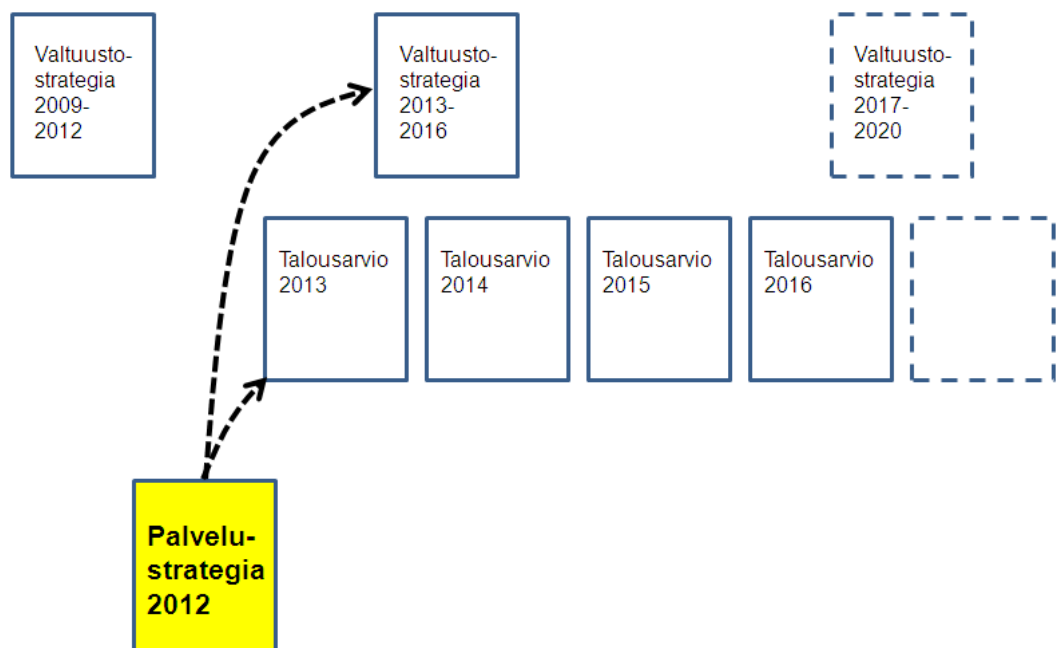 Valtuusto-
strategia
2009-
2012
Valtuusto-
strategia
2013-
2016
Valtuusto-
strategia
2017-
2020
Talousarvio
2013
Talousarvio
2014
Talousarvio
2015
Talousarvio
2016
Palvelu-
strategia
2012